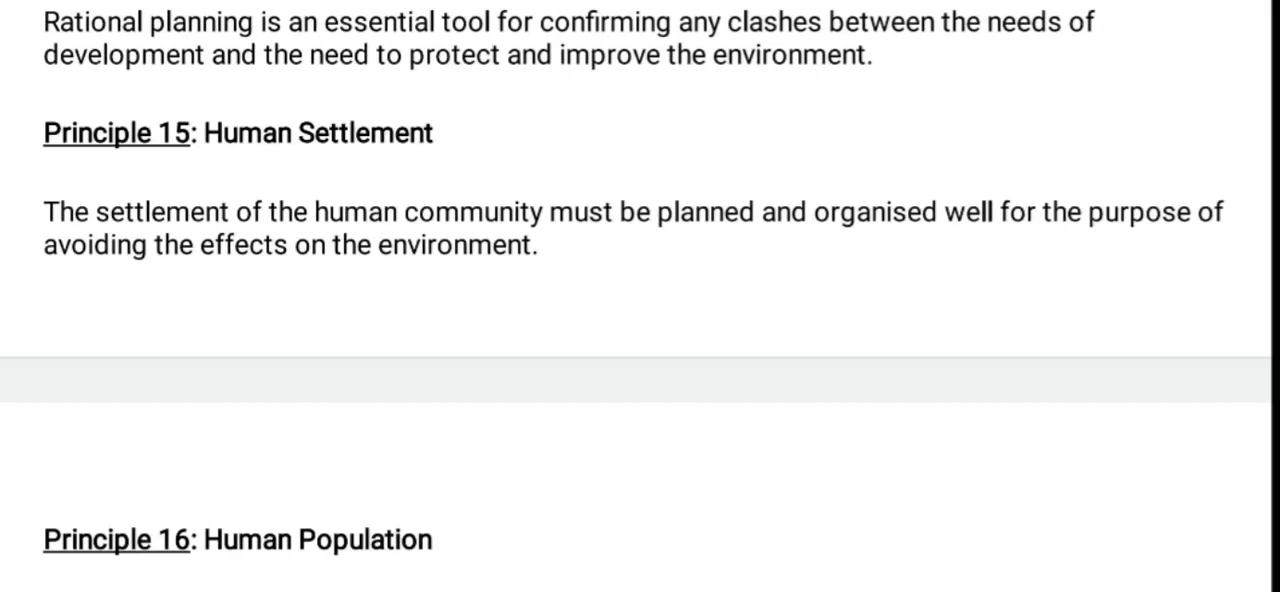 Rational planning is an essential tool for confirming any clashes between the needs of
development and the need to protect and improve the environment.
Principle 15: Human Settlement
The settlement of the human community must be planned and organised well for the purpose of
avoiding the effects on the environment.
Principle 16: Human Population